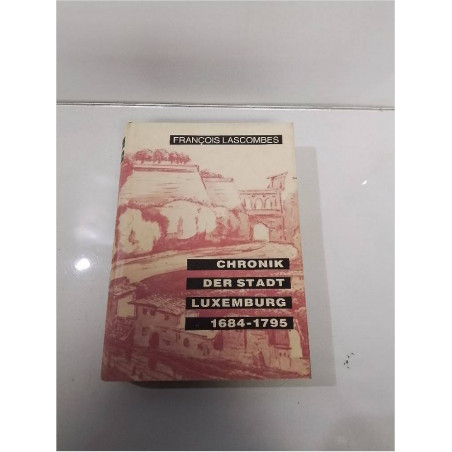 FRANÇOIS LASCOMBES
CHRONIK
DER STADT
LUXEMBURG
1684-1795